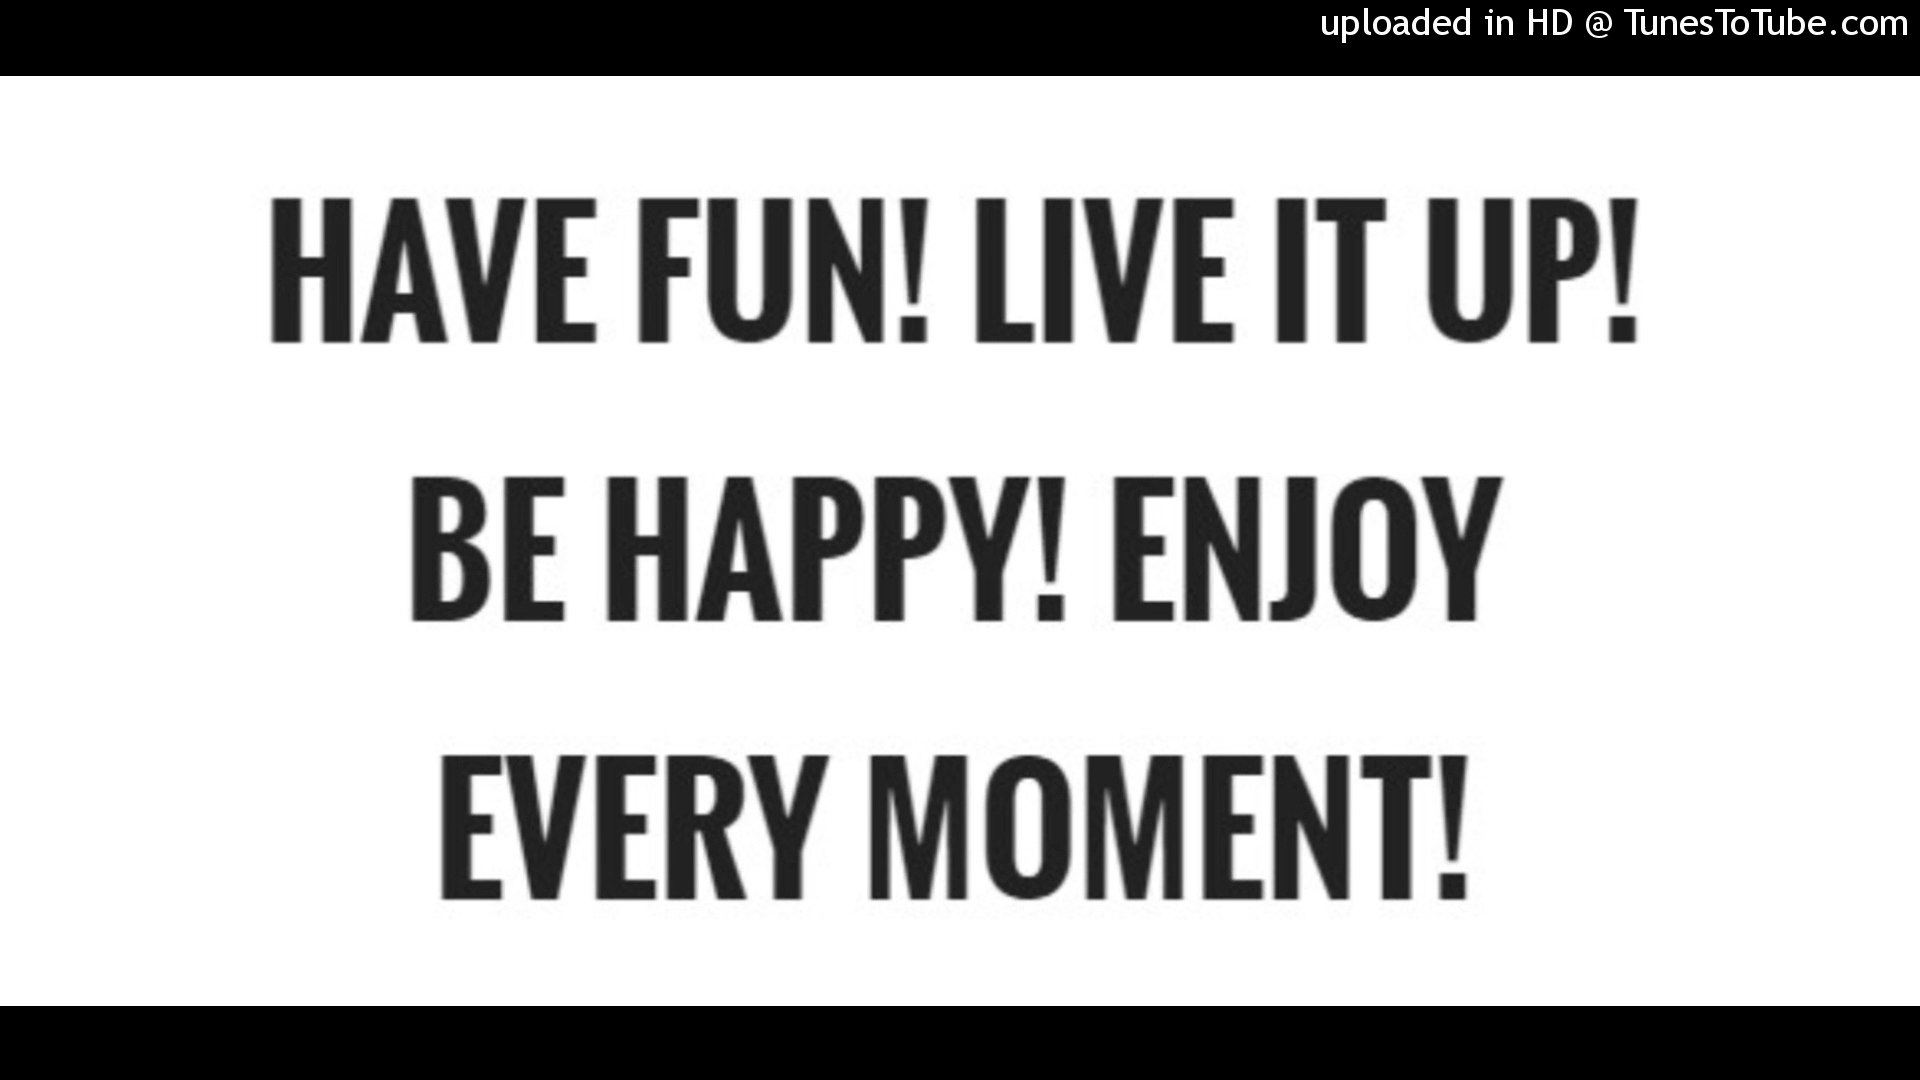 uploaded in HD @ TunesToTube.com
HAVE FUN! LIVE IT UP!
BE HAPPY! ENJOY
EVERY MOMENT!